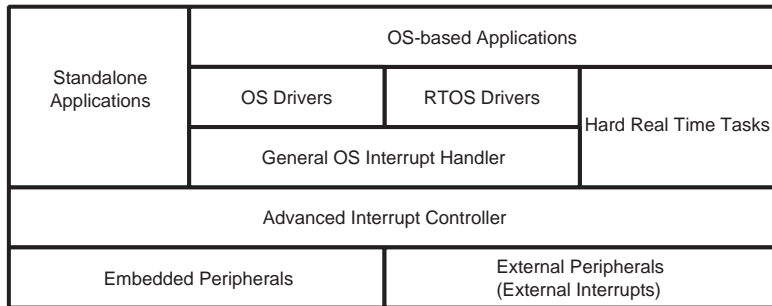 OS-based Applications
Standalone
Applications
OS Drivers
RTOS Drivers
Hard Real Time Tasks
General OS Interrupt Handler
Advanced Interrupt Controller
Embedded Peripherals
External Peripherals
(External Interrupts)